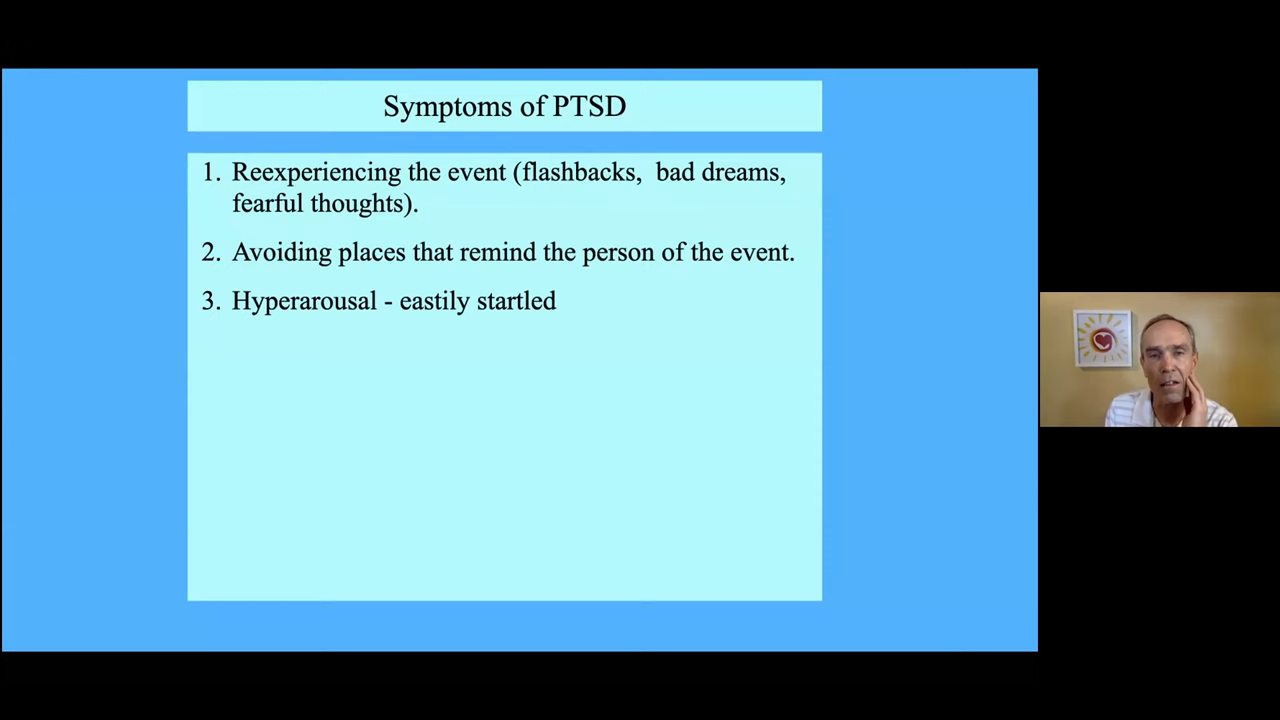 Symptoms of PTSD
1. Reexperiencing the event (flashbacks,  bad dreams,
fearful thoughts).
2. Avoiding places that remind the person of the event.
3. Hyperarousal - eastily startled